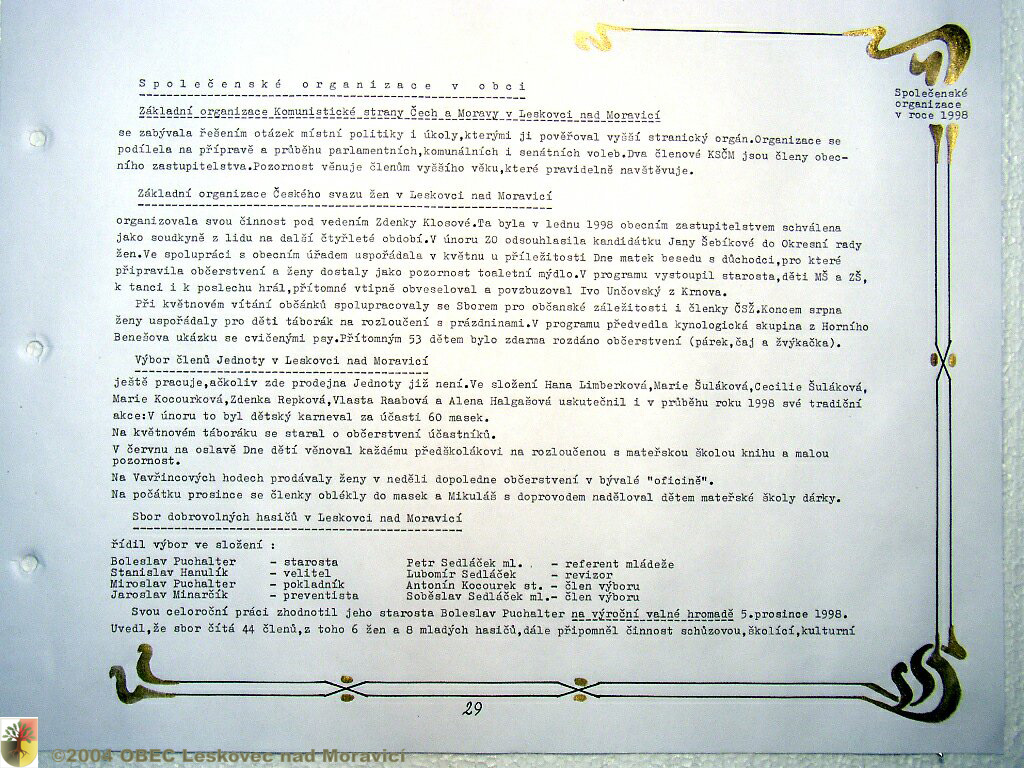 Společenské organizace v obci
Společenské
organizace
v roce 1998
Základní organizace Komunistické strany Čech a Moravy v Leskovci nad Moravicí
se zabývala řešením otázek místní politiky i úkoly,kterými ji pověřoval vyšší stranický orgán.Organizace se
podílela na přípravě a průběhu parlamentních,komunálních i senátních voleb.Dva členové KSČM jsou členy obec-
ního zastupitelstva.Pozornost věnuje členům vyššího věku,které pravidelně navštěvuje.
Základní organizace Českého svazu žen v Leskovci nad Moravicí
organizovala svou činnost pod vedením Zdenky Klosové.Ta byla v lednu 1998 obecním zastupitelstvem schválena
jako soudkyně z lidu na další čtyřleté období.V únoru ZO odsouhlasila kandidátku Jany Šebíkové do Okresní rady
žen.Ve spolupráci s obecním úřadem uspořádala v květnu u příležitosti Dne matek besedu s důchodci,pro které
připravila občerstvení a ženy dostaly jako pozornost toaletní mýdlo.V programu vystoupil starosta,děti MŠ a ZŠ,
k tanci i k poslechu hrál,přítomné vtipně obveseloval a povzbuzoval Ivo Unčovský z Krnova.
Při květnovém vítání občánků spolupracovaly se Sborem pro občanské záležitosti i členky ČSŽ.Koncem srpna
ženy uspořádaly pro děti táborák na rozloučení s prázdninami.V programu předvedla kynologická skupina z Horního
Benešova ukázku se cvičenými psy.Přítomným 53 dětem bylo zdarma rozdáno občerstvení (párek,čaj a žvýkačka).
Výbor členů Jednoty v Leskovci nad Moravicí
ještě pracuje,ačkoliv zde prodejna Jednoty již není.Ve složení Hana Limberková,Marie Šuláková,Cecilie Šuláková,
Marie Kocourková,Zdenka Repková,Vlasta Raabová a Alena Halgašová uskutečnil i v průběhu roku 1998 své tradiční
akce:V únoru to byl dětský karneval za účasti 60 masek.
Na květnovém táboráku se staral o občerstvení účastníků.
V červnu na oslavě Dne dětí věnoval každému předškolákovi na rozloučenou s mateřskou školou knihu a malou
pozornost.
Na Vavřincových hodech prodávaly ženy v neděli dopoledne občerstvení v bývalé "oficině".
Na počátku prosince se členky oblékly do masek a Mikuláš s doprovodem naděloval dětem mateřské školy dárky.
Sbor dobrovolných hasičů v Leskovci nad Moravicí
řídil výbor ve složení :
Boleslav Puchalter - starosta Petr Sedláček ml. - referent mládeže
Stanislav Hanulík - velitel Lubomír Sedláček - revizor
Miroslav Puchalter - pokladník Antonín Kocourek st. - člen výboru
Jaroslav Minarčík - preventista Soběslav Sedláček ml.- člen výboru
Svou celoroční práci zhodnotil jeho starosta Boleslav Puchalter na výroční valné hromadě 5.prosince 1998.
Uvedl,že sbor čítá 44 členů,z toho 6 žen a 8 mladých hasičů,dále připomněl činnost schůzovou,školící,kulturní
29
©2004 OBEC Leskovec nad Moravicí